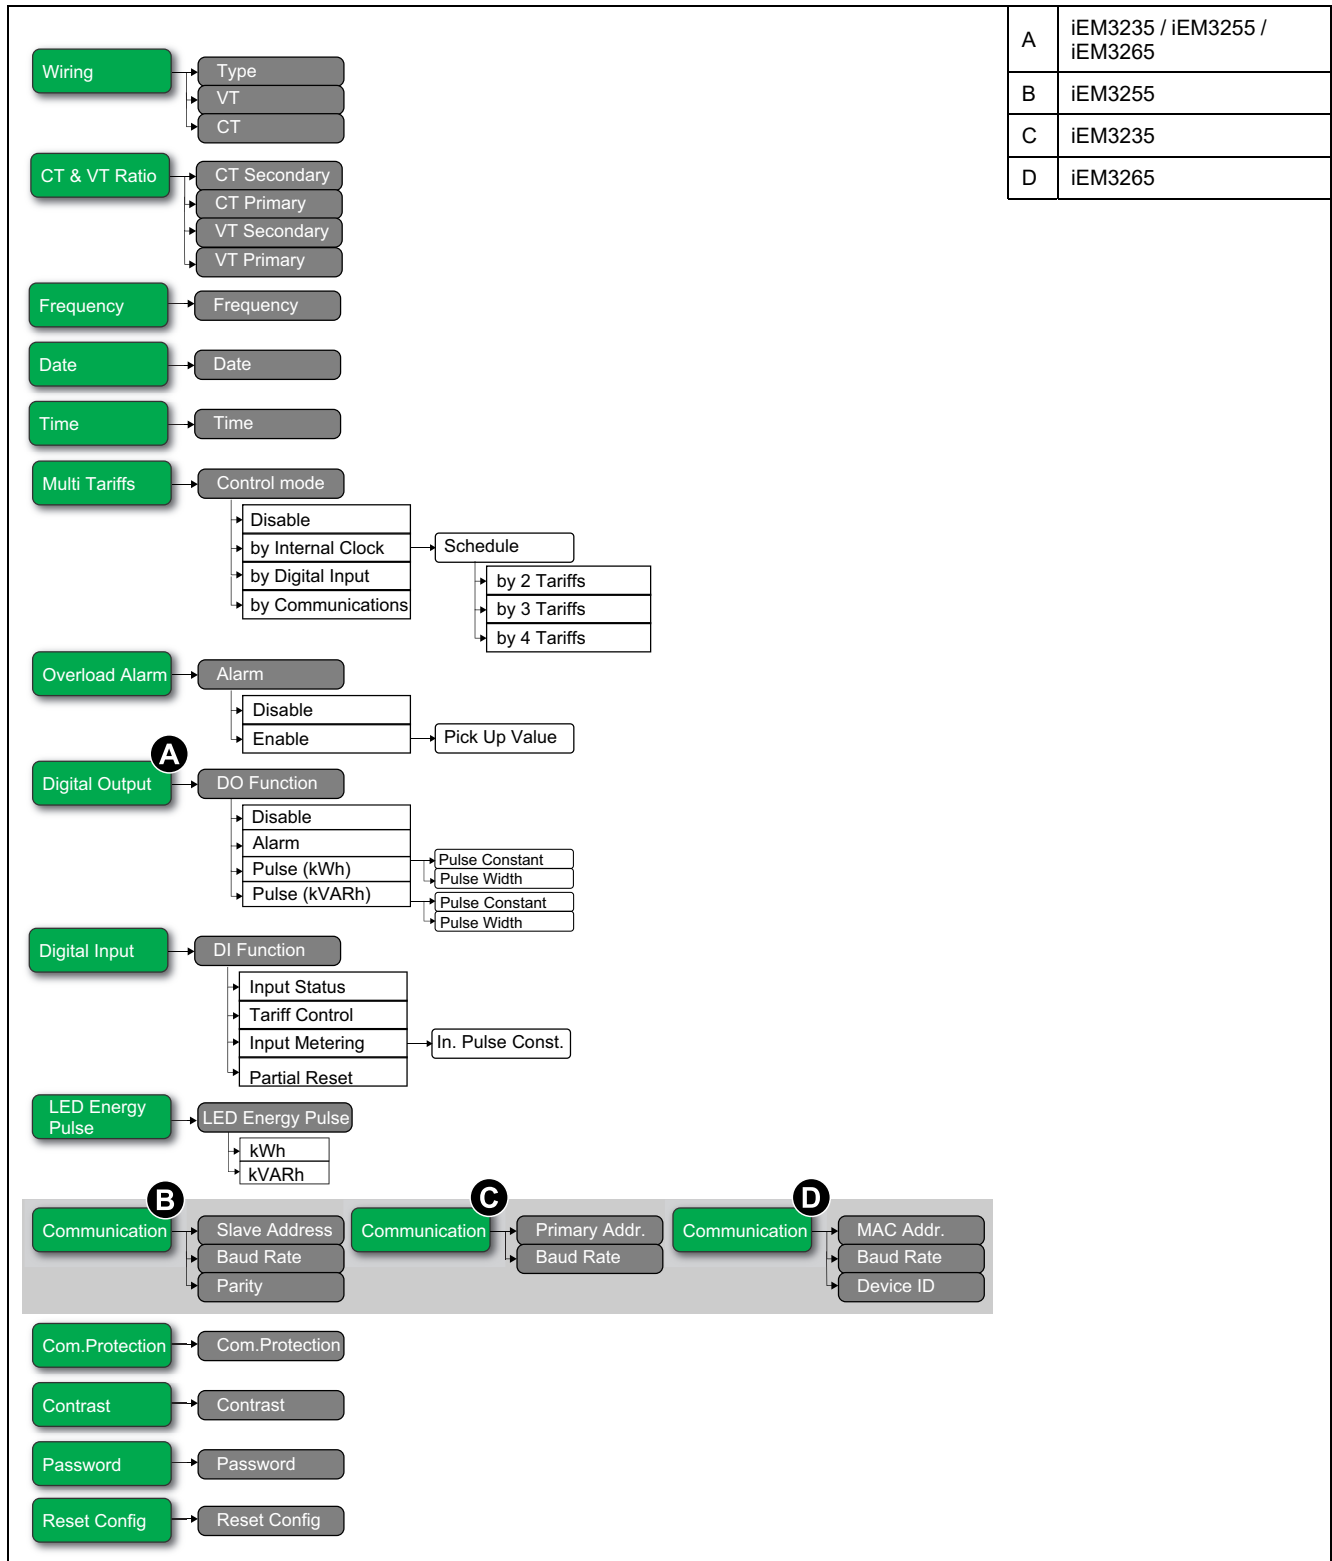 A
iEM3235 / iEM3255 /
iEM3265
B
iEM3255
C
iEM3235
D
iEM3265
Wiring
Type
VT
CT
CT & VT Ratio
CT Secondary
CT Primary
VT Secondary
VT Primary
Frequency
Frequency
Date
Date
Time
Time
Multi Tariffs
Control mode
Disable
by Internal Clock
Schedule
by Digital Input
by 2 Tariffs
by Communications
by 3 Tariffs
by 4 Tariffs
Overload Alarm
Alarm
Disable
Enable
Pick Up Value
A
Digital Output
DO Function
Disable
Alarm
Pulse (kWh)
Pulse Constant
Pulse Width
Pulse (kVARh)
Pulse Constant
Pulse Width
Digital Input
DI Function
Input Status
Tariff Control
Input Metering
In. Pulse Const.
Partial Reset
LED Energy
Pulse
LED Energy Pulse
kWh
kVARh
B
Communication
Slave Address
Baud Rate
Parity
C
Communication
Primary Addr.
Baud Rate
D
Communication
MAC Addr.
Baud Rate
Device ID
Com.Protection
Com.Protection
Contrast
Contrast
Password
Password
Reset Config
Reset Config